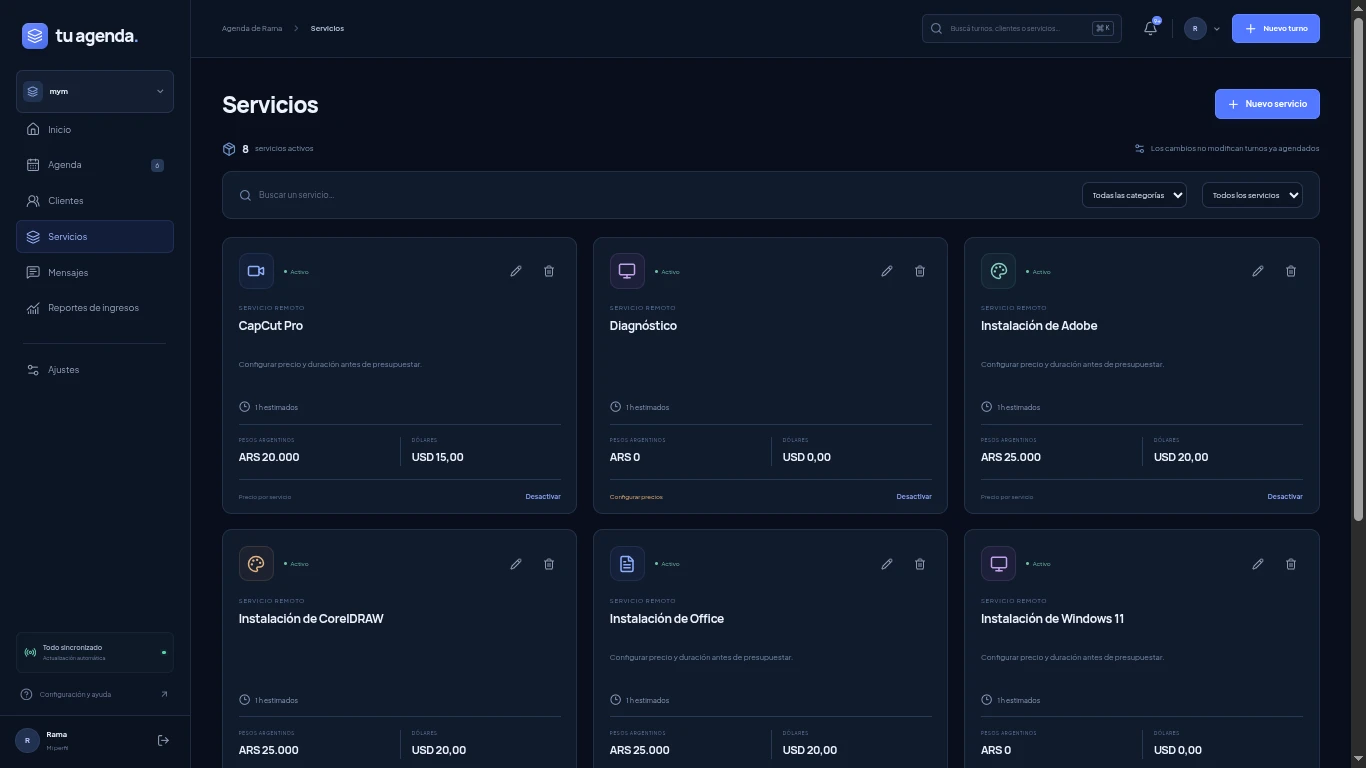 tu agenda.
Agenda de Rama > Servicios
Buscá turnos, clientes o servicios...
⌘ K
9+
R
+ Nuevo turno
mym
Inicio
Agenda
6
Clientes
Servicios
Mensajes
Reportes de ingresos
Ajustes
Todo sincronizado
Actualización automática
Configuración y ayuda
R
Rama
Mi perfil
Servicios
+ Nuevo servicio
8 servicios activos
Los cambios no modifican turnos ya agendados
Buscar un servicio...
Todas las categorías
Todos los servicios
Activo
SERVICIO REMOTO
CapCut Pro
Configurar precio y duración antes de presupuestar.
1 h estimados
PESOS ARGENTINOS
DÓLARES
ARS 20.000
USD 15,00
Precio por servicio
Desactivar
Activo
SERVICIO REMOTO
Diagnóstico
1 h estimados
PESOS ARGENTINOS
DÓLARES
ARS 0
USD 0,00
Configurar precios
Desactivar
Activo
SERVICIO REMOTO
Instalación de Adobe
Configurar precio y duración antes de presupuestar.
1 h estimados
PESOS ARGENTINOS
DÓLARES
ARS 25.000
USD 20,00
Precio por servicio
Desactivar
Activo
SERVICIO REMOTO
Instalación de CorelDRAW
1 h estimados
PESOS ARGENTINOS
DÓLARES
ARS 25.000
USD 20,00
Activo
SERVICIO REMOTO
Instalación de Office
Configurar precio y duración antes de presupuestar.
1 h estimados
PESOS ARGENTINOS
DÓLARES
ARS 25.000
USD 20,00
Activo
SERVICIO REMOTO
Instalación de Windows 11
Configurar precio y duración antes de presupuestar.
1 h estimados
PESOS ARGENTINOS
DÓLARES
ARS 0
USD 0,00